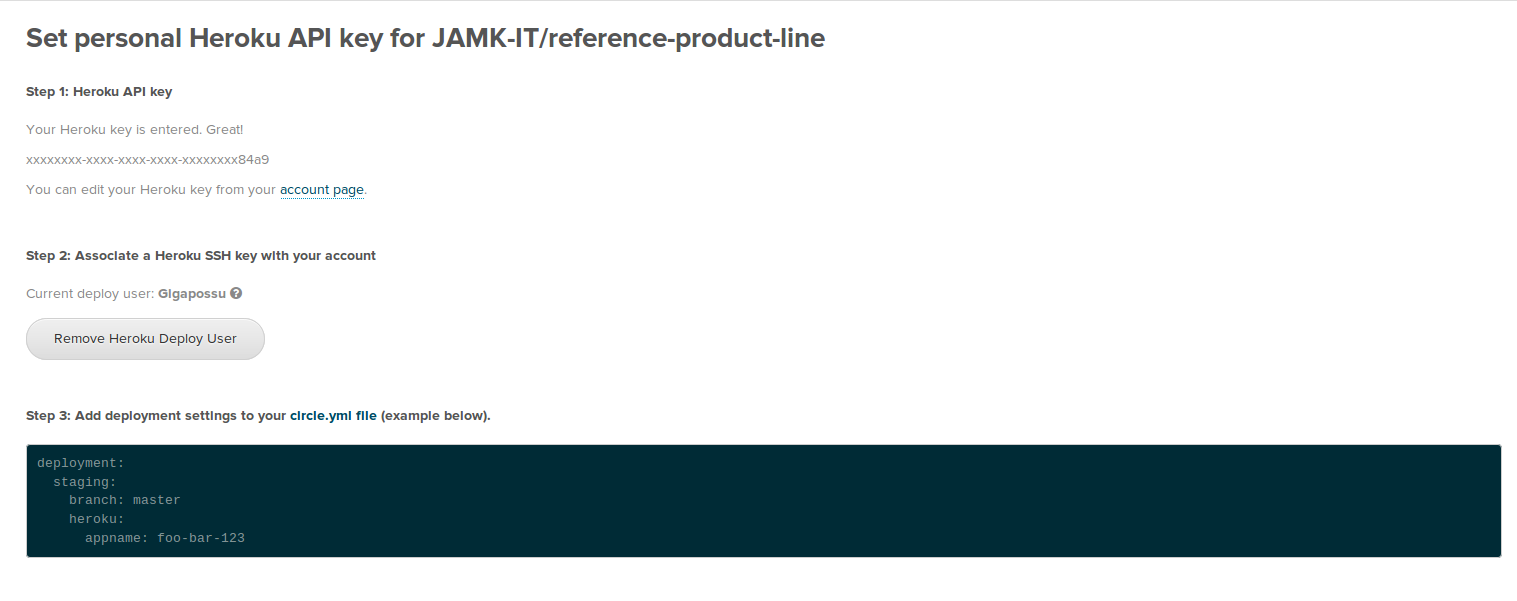 Set personal Heroku API key for JAMK-IT/reference-product-line
Step 1: Heroku API key
Your Heroku key is entered. Great!
xxxxxxxx-xxxx-xxxx-xxxx-xxxxxxxx84a9
You can edit your Heroku key from your account page.
Step 2: Associate a Heroku SSH key with your account
Current deploy user: Gigapossu ?
Remove Heroku Deploy User
Step 3: Add deployment settings to your circle.yml file (example below).
deployment:
  staging:
    branch: master
    heroku:
      appname: foo-bar-123